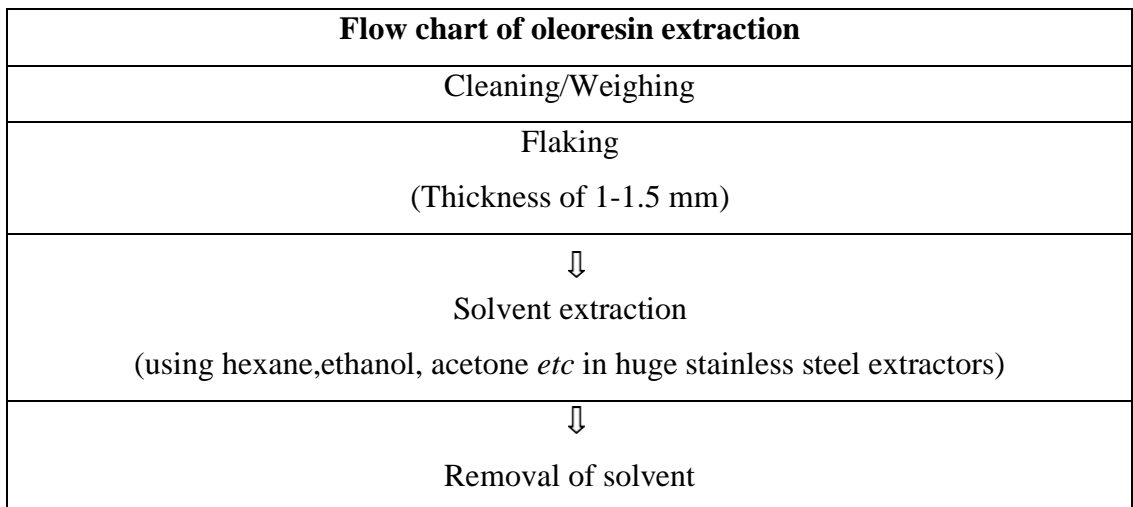 Flow chart of oleoresin extraction
Cleaning/Weighing
Flaking
(Thickness of 1-1.5 mm)
⇩
Solvent extraction
(using hexane,ethanol, acetone etc in huge stainless steel extractors)
⇩
Removal of solvent